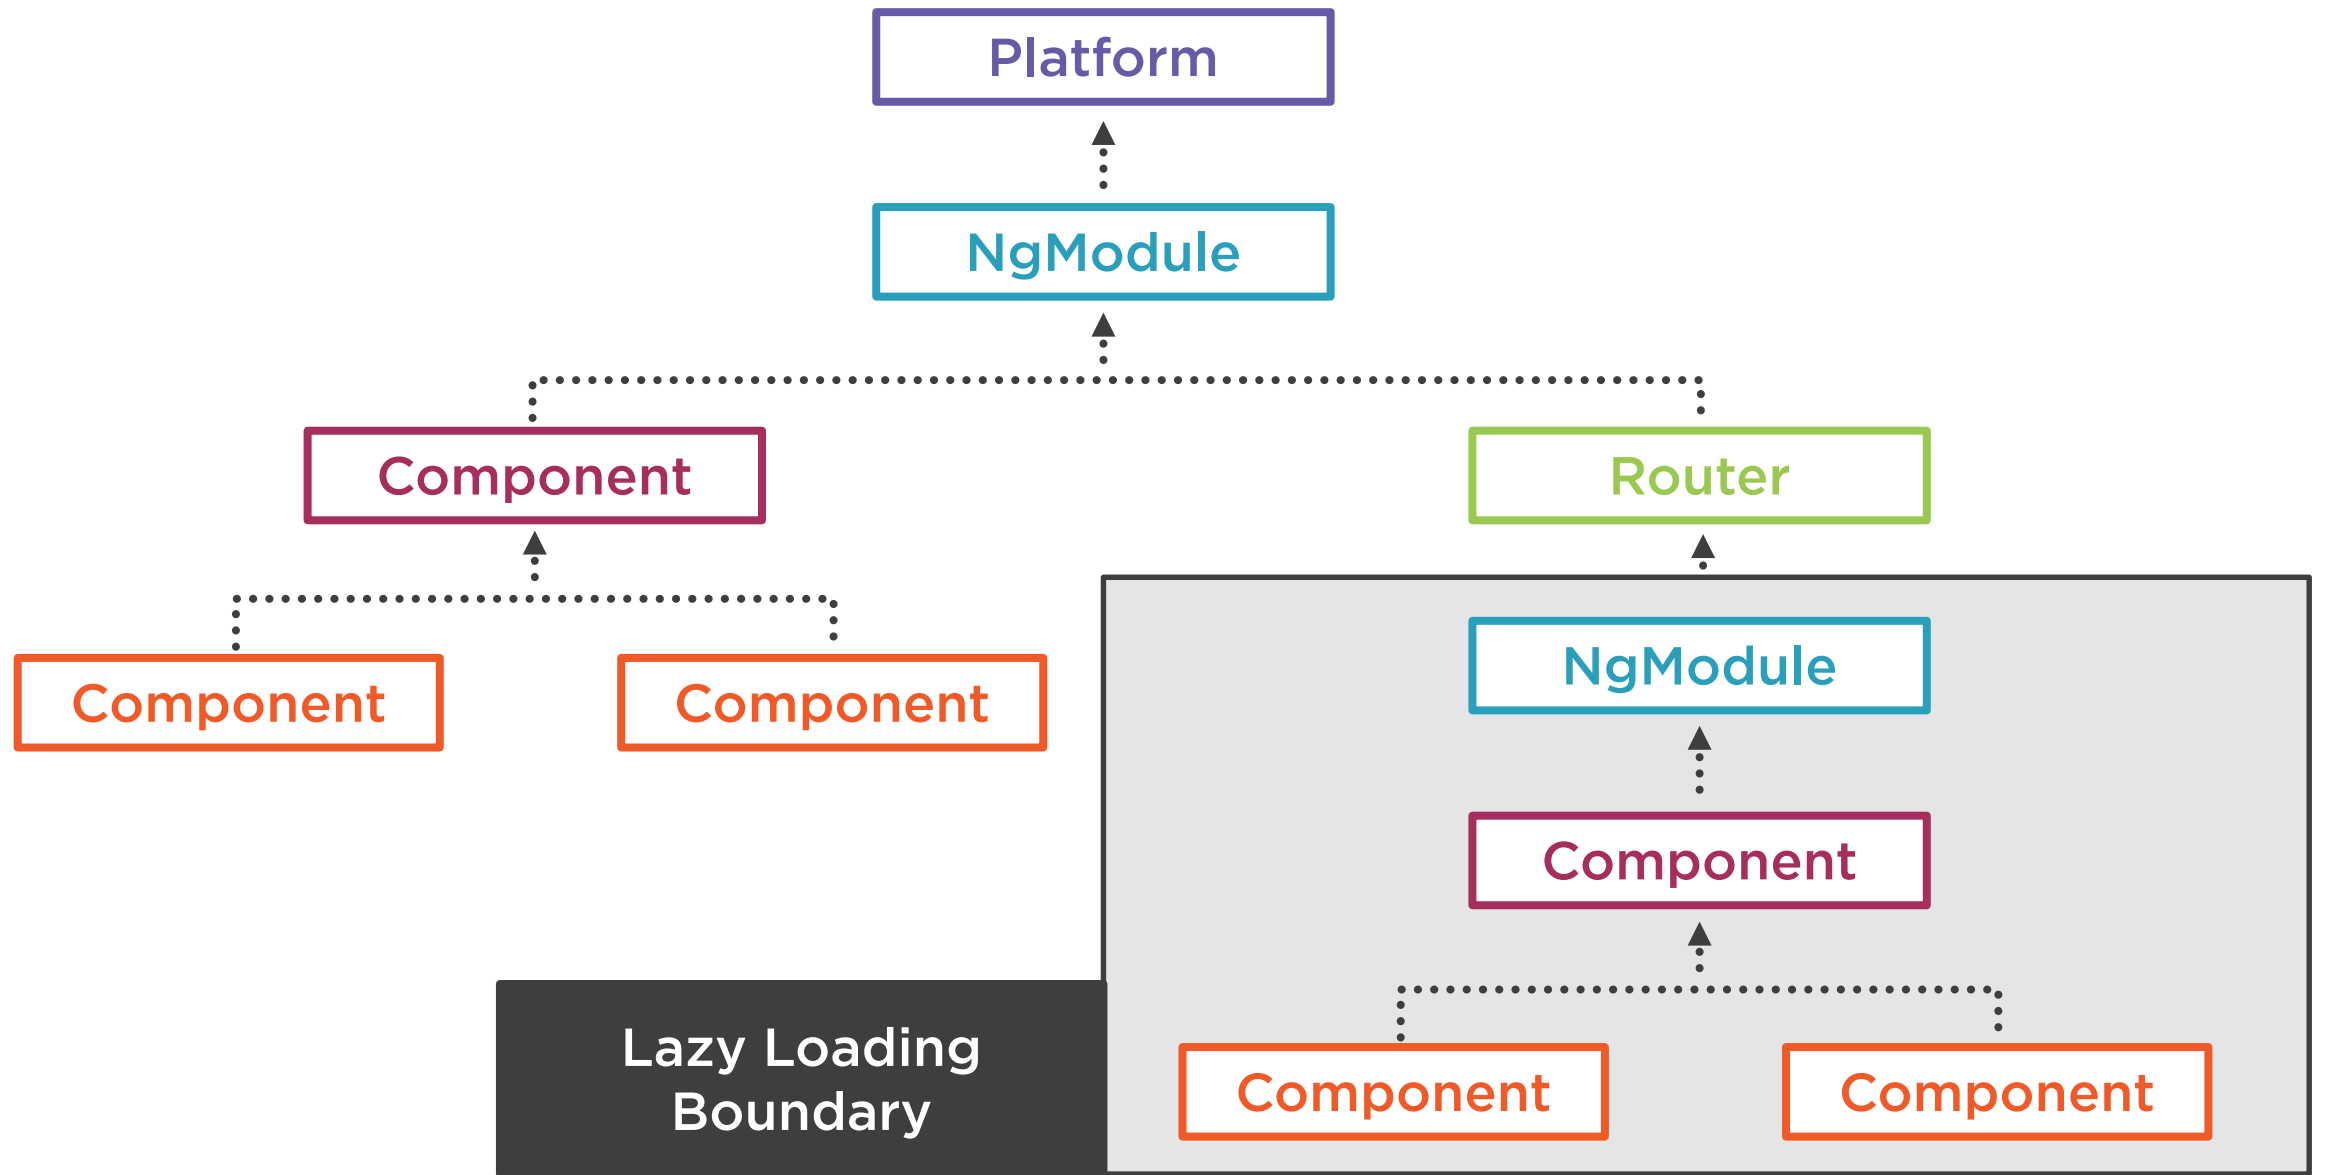 Platform
NgModule
Component
Router
Component
Component
NgModule
Component
Lazy Loading
Boundary
Component
Component